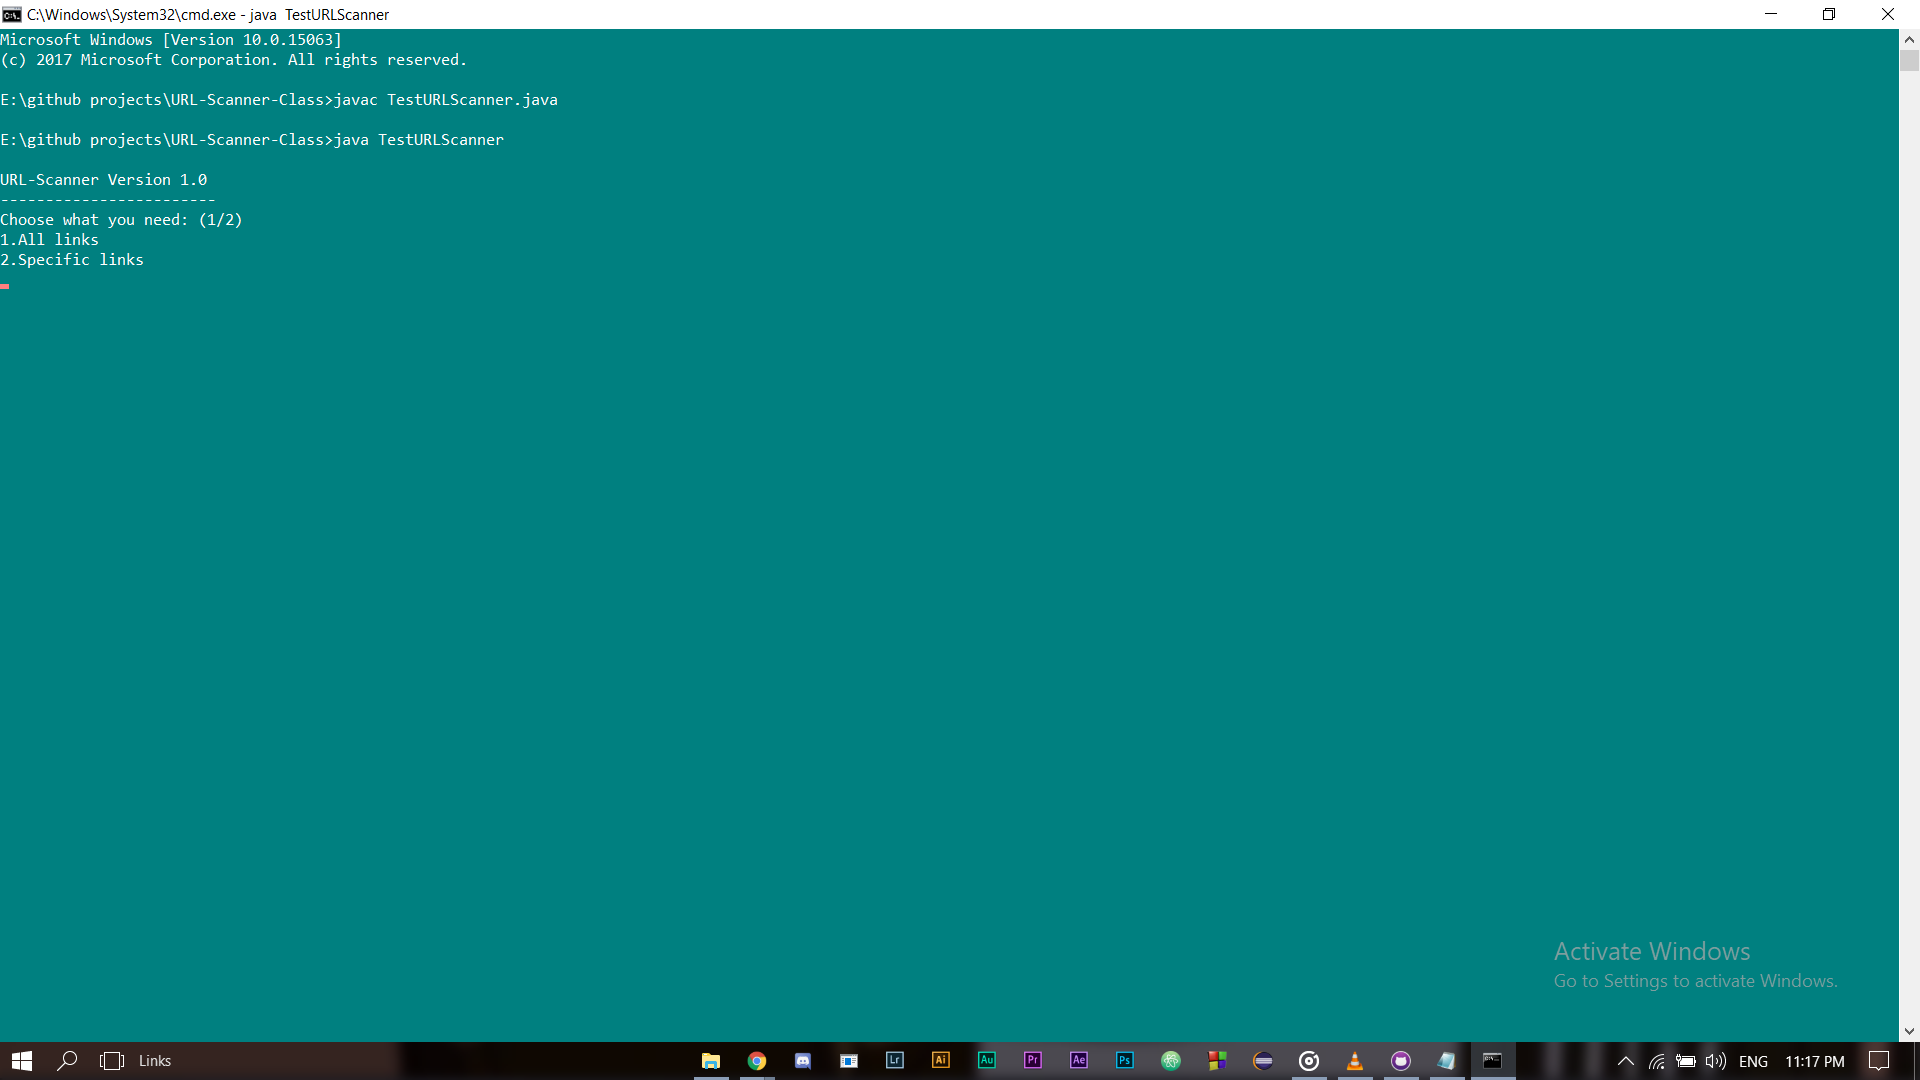 C:\Windows\System32\cmd.exe - java  TestURLScanner
Microsoft Windows [Version 10.0.15063]
(c) 2017 Microsoft Corporation. All rights reserved.
E:\github projects\URL-Scanner-Class>javac TestURLScanner.java
E:\github projects\URL-Scanner-Class>java TestURLScanner
URL-Scanner Version 1.0
------------------------
Choose what you need: (1/2)
1.All links
2.Specific links
Activate Windows
Go to Settings to activate Windows.
Links
Lr
Ai
Au
Pr
Ae
Ps
ENG
11:17 PM